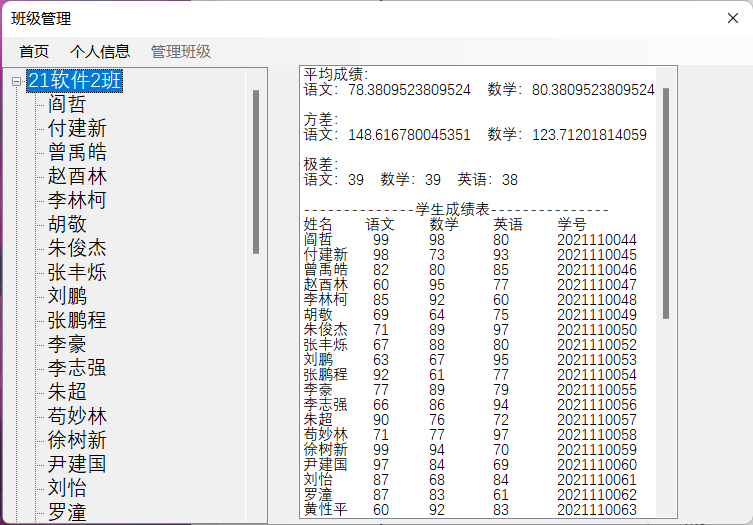 班级管理
首页 个人信息 管理班级
21软件2班
阎哲
付建新
曾禹皓
赵酉林
李林柯
胡敬
朱俊杰
张丰烁
刘鹏
张鹏程
李豪
李志强
朱超
苟妙林
徐树新
尹建国
刘怡
罗潼
平均成绩:
语文: 78.3809523809524 数学: 80.3809523809524
方差:
语文: 148.616780045351 数学: 123.71201814059
极差:
语文: 39 数学: 39 英语: 38
--------------学生成绩表---------------
姓名 语文 数学 英语 学号
阎哲 99 98 80 2021110044
付建新 98 73 93 2021110045
曾禹皓 82 80 85 2021110046
赵酉林 60 95 77 2021110047
李林柯 85 92 60 2021110048
胡敬 69 64 75 2021110049
朱俊杰 71 89 97 2021110050
张丰烁 67 88 80 2021110052
刘鹏 63 67 95 2021110053
张鹏程 92 61 77 2021110054
李豪 77 89 79 2021110055
李志强 66 86 94 2021110056
朱超 90 76 72 2021110057
苟妙林 71 77 97 2021110058
徐树新 99 94 70 2021110059
尹建国 97 84 69 2021110060
刘怡 87 68 84 2021110061
罗潼 87 83 61 2021110062
黄性平 60 92 83 2021110063